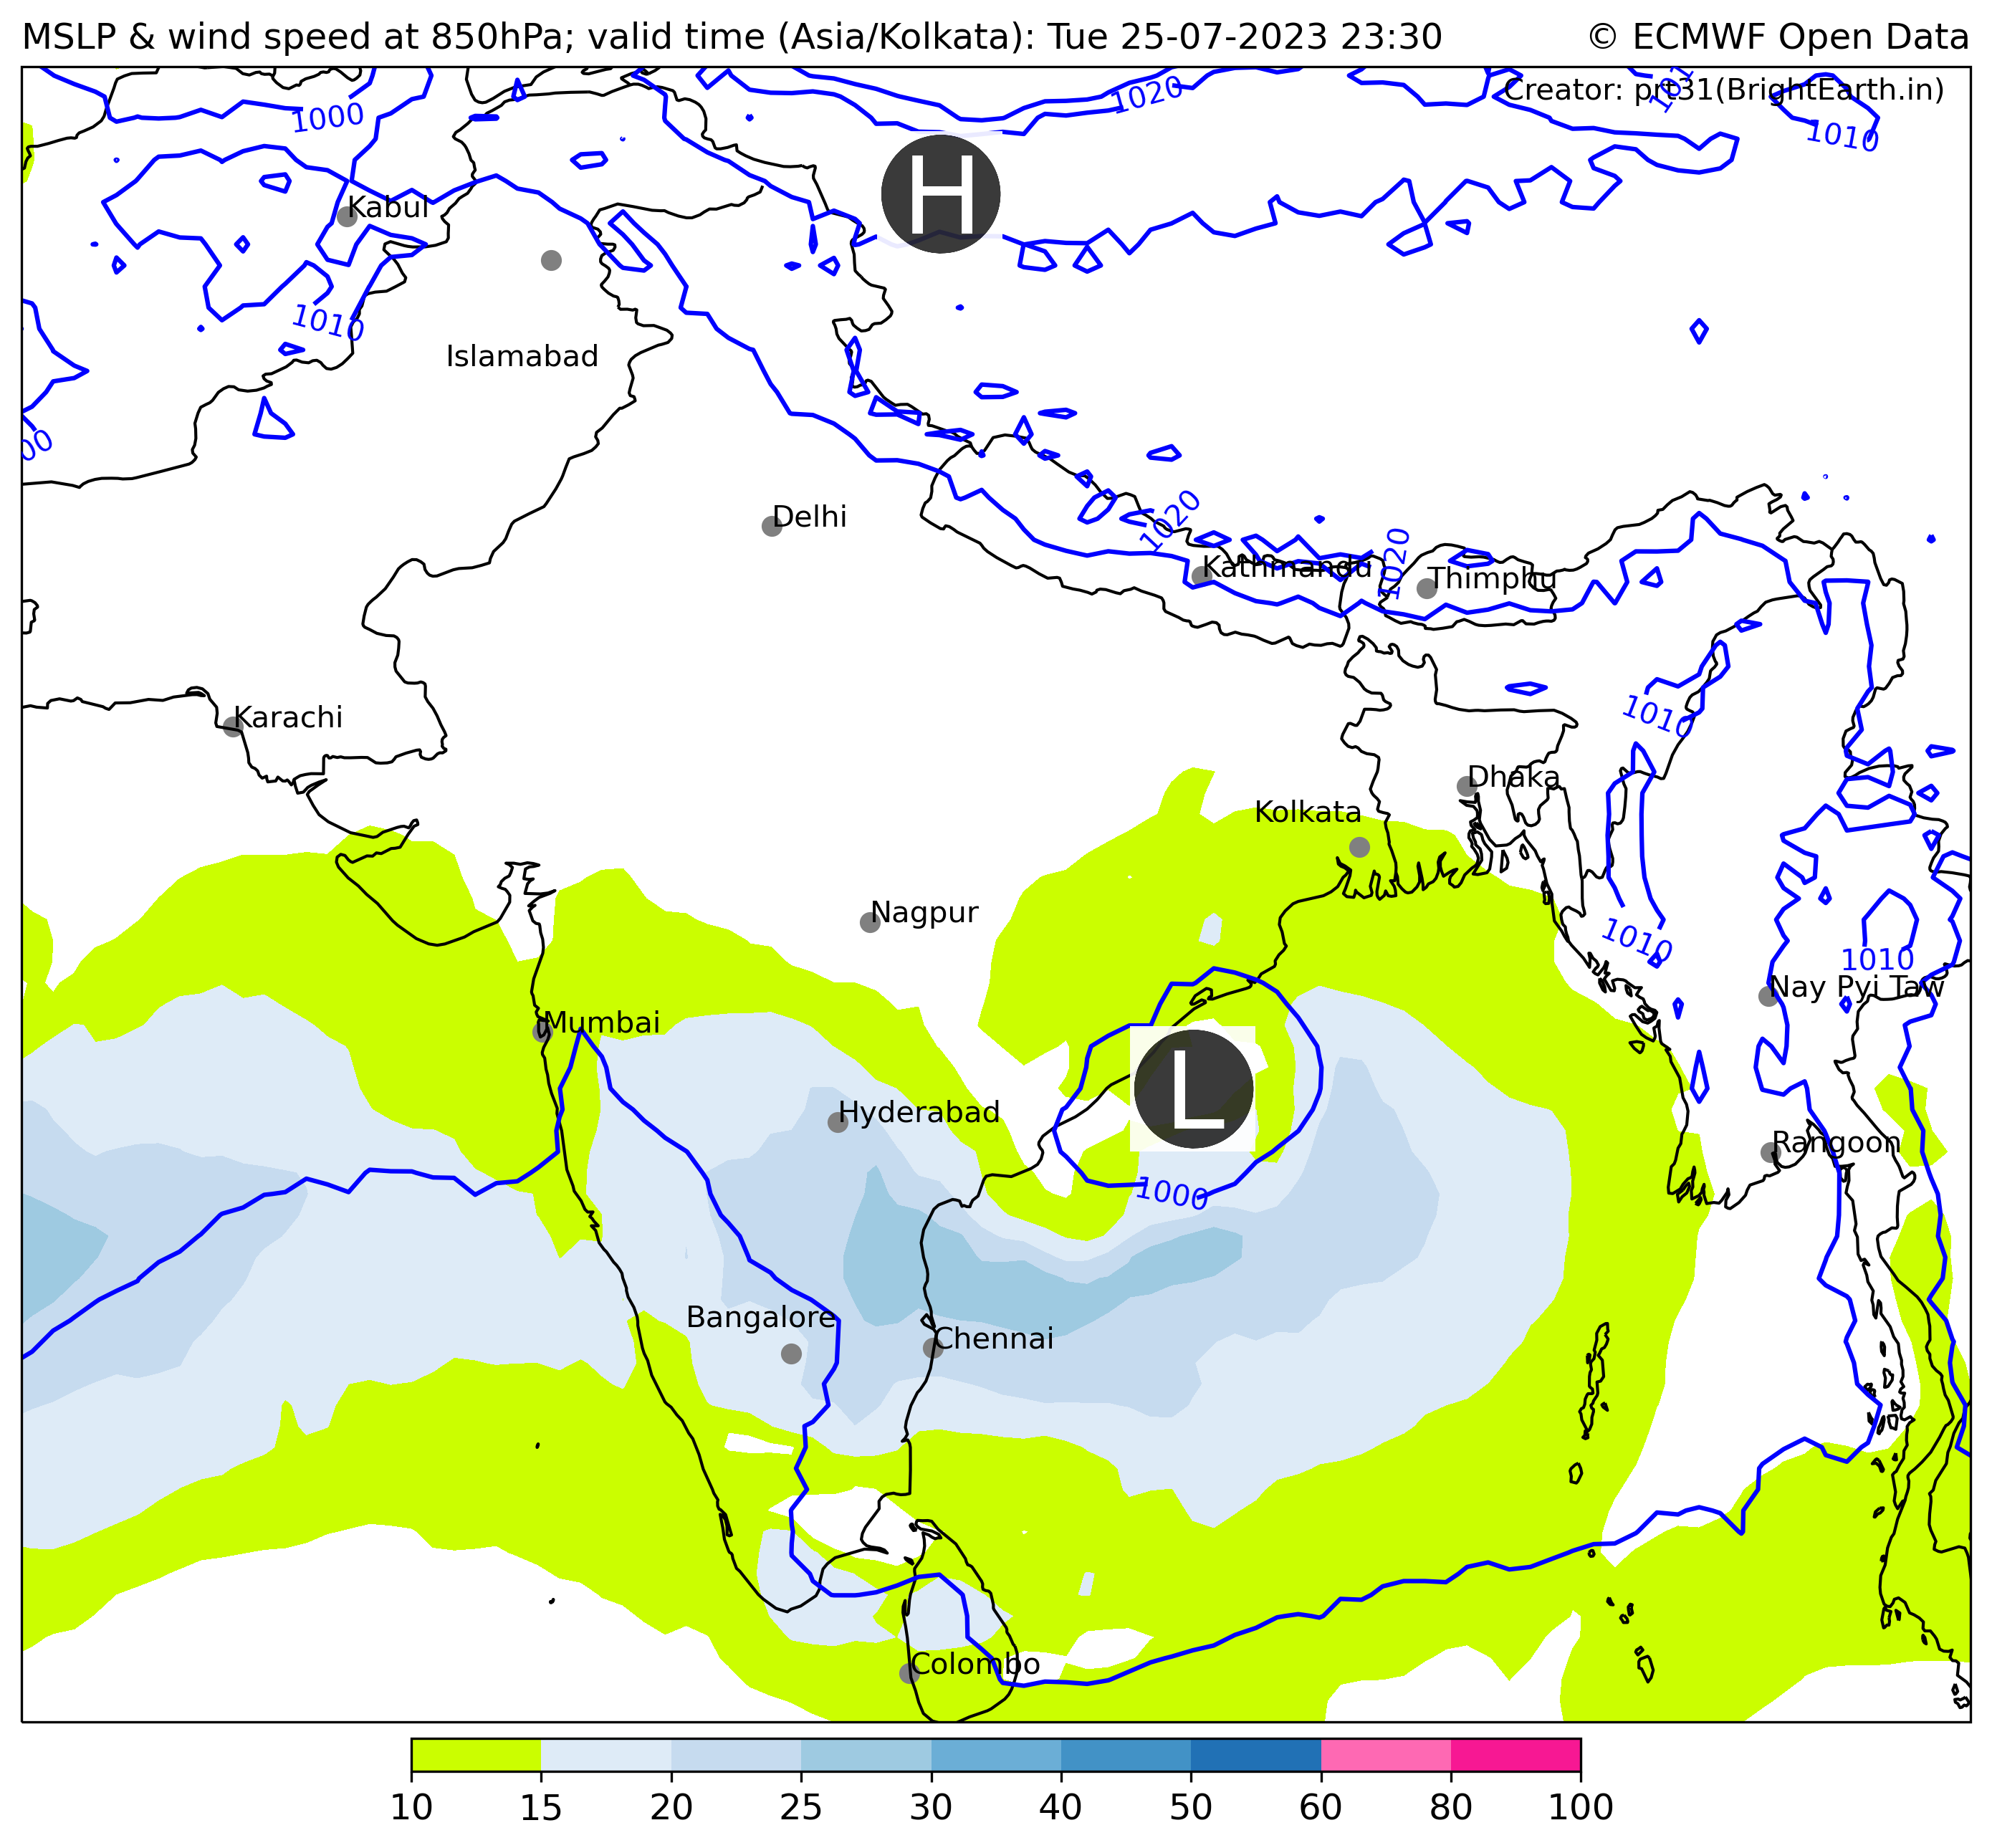 MSLP & wind speed at 850hPa; valid time (Asia/Kolkata): Tue 25-07-2023 23:30
© ECMWF Open Data
Creator: prt31(BrightEarth.in)
1020
1000
1010
H
Kabul
1010
Islamabad
Delhi
1020
1020
Kathmandu
Thimphu
1010
Karachi
Dhaka
Kolkata
Nagpur
1010
1010
Nay Pyi Taw
Mumbai
L
Hyderabad
Rangoon
1000
Bangalore
Chennai
Colombo
10 15 20 25 30 40 50 60 80 100